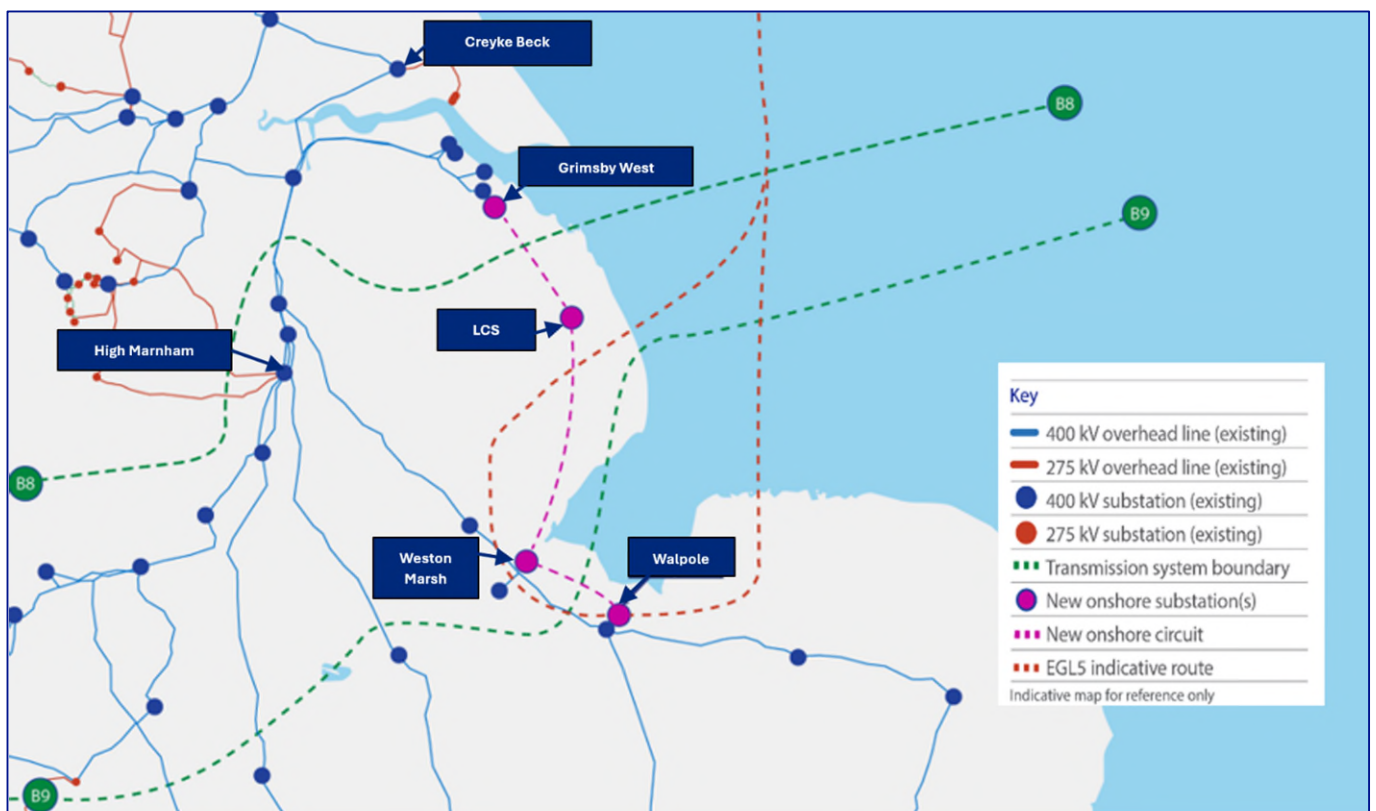 Creyke Beck
B8
Grimsby West
B9
LCS
High Marnham
Key
400 kV overhead line (existing)
275 kV overhead line (existing)
B8
400 kV substation (existing)
275 kV substation (existing)
Weston
Marsh
Walpole
Transmission system boundary
New onshore substation(s)
New onshore circuit
EGL5 indicative route
Indicative map for reference only
B9